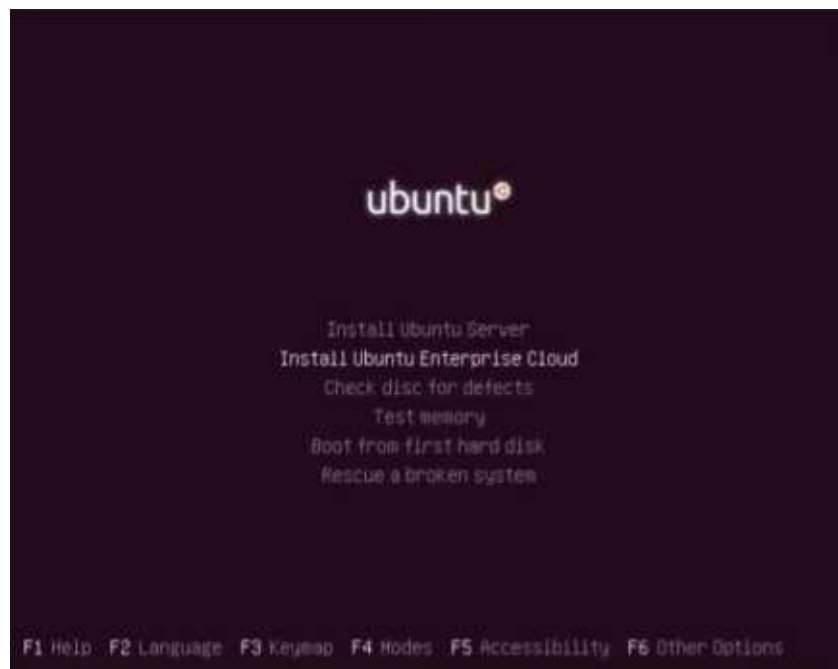 ubuntu
Install Ubuntu Server
Install Ubuntu Enterprise Cloud
Check disc for defects
Test memory
Boot from first hard disk
Rescue a broken system
F1 Help F2 Language F3 Keymap F4 Modes F5 Accessibility F6 Other Options